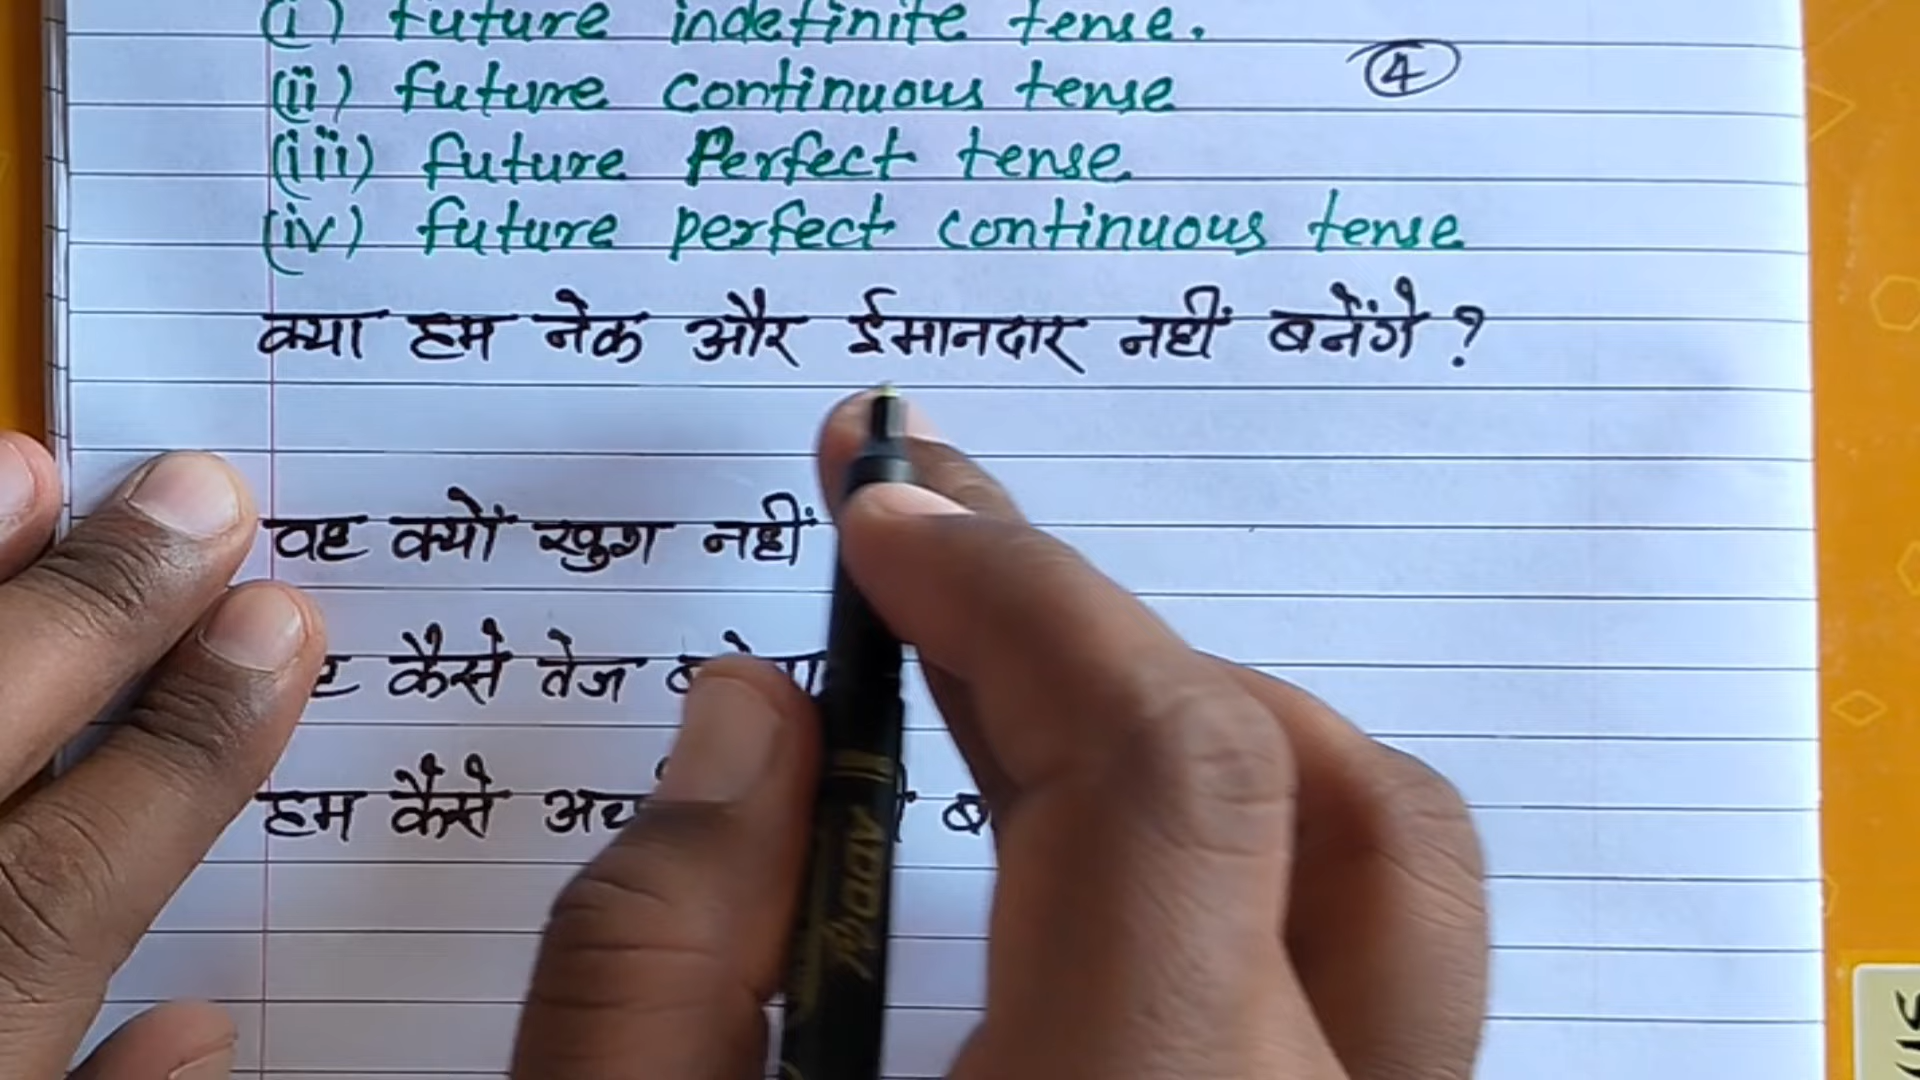 (i) future indefinite tense.
④
(ii) future continuous tense
(iii) future Perfect tense
(iv) future perfect continuous tense
क्या हम नेक और ईमानदार नहीं बनेंगे ?
वह क्यों खुश नहीं
कैसे तेज
हम कैसे